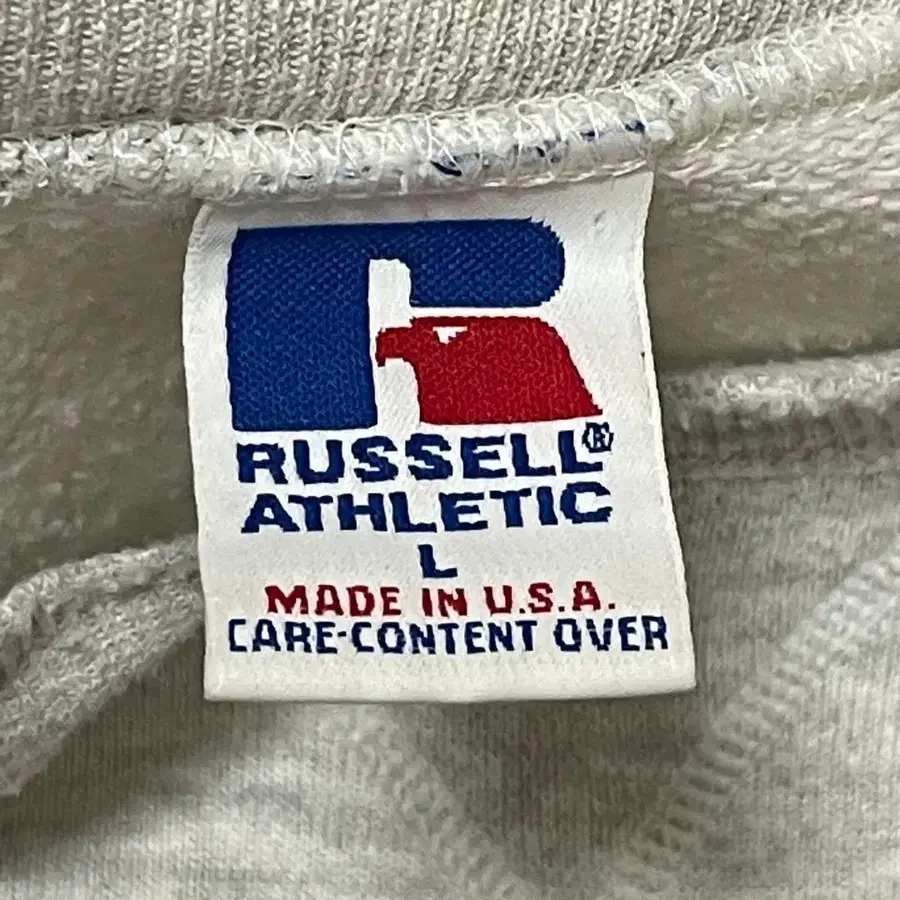 RUSSELL®
ATHLETIC
L
MADE IN U.S.A.
CARE-CONTENT OVER